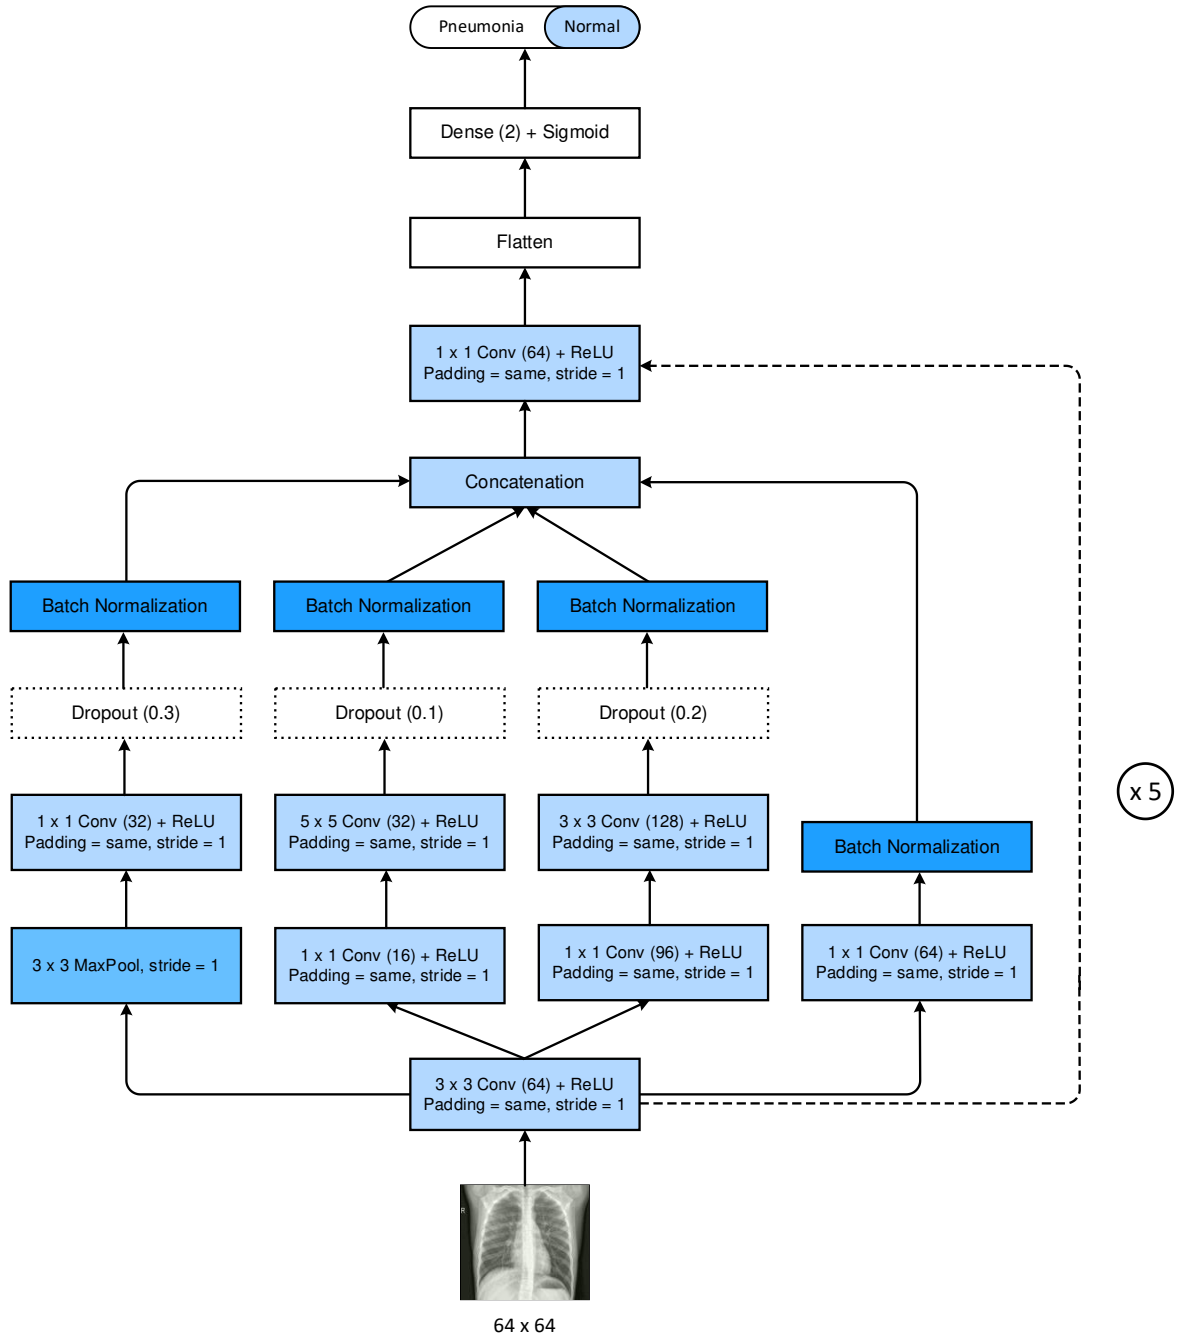 Pneumonia
Normal
Dense (2) + Sigmoid
Flatten
1 x 1 Conv (64) + ReLU
Padding = same, stride = 1
Concatenation
Batch Normalization
Batch Normalization
Batch Normalization
Dropout (0.3)
Dropout (0.1)
Dropout (0.2)
1 x 1 Conv (32) + ReLU
Padding = same, stride = 1
5 x 5 Conv (32) + ReLU
Padding = same, stride = 1
3 x 3 Conv (128) + ReLU
Padding = same, stride = 1
Batch Normalization
x 5
3 x 3 MaxPool, stride = 1
1 x 1 Conv (16) + ReLU
Padding = same, stride = 1
1 x 1 Conv (96) + ReLU
Padding = same, stride = 1
1 x 1 Conv (64) + ReLU
Padding = same, stride = 1
3 x 3 Conv (64) + ReLU
Padding = same, stride = 1
R
64 x 64